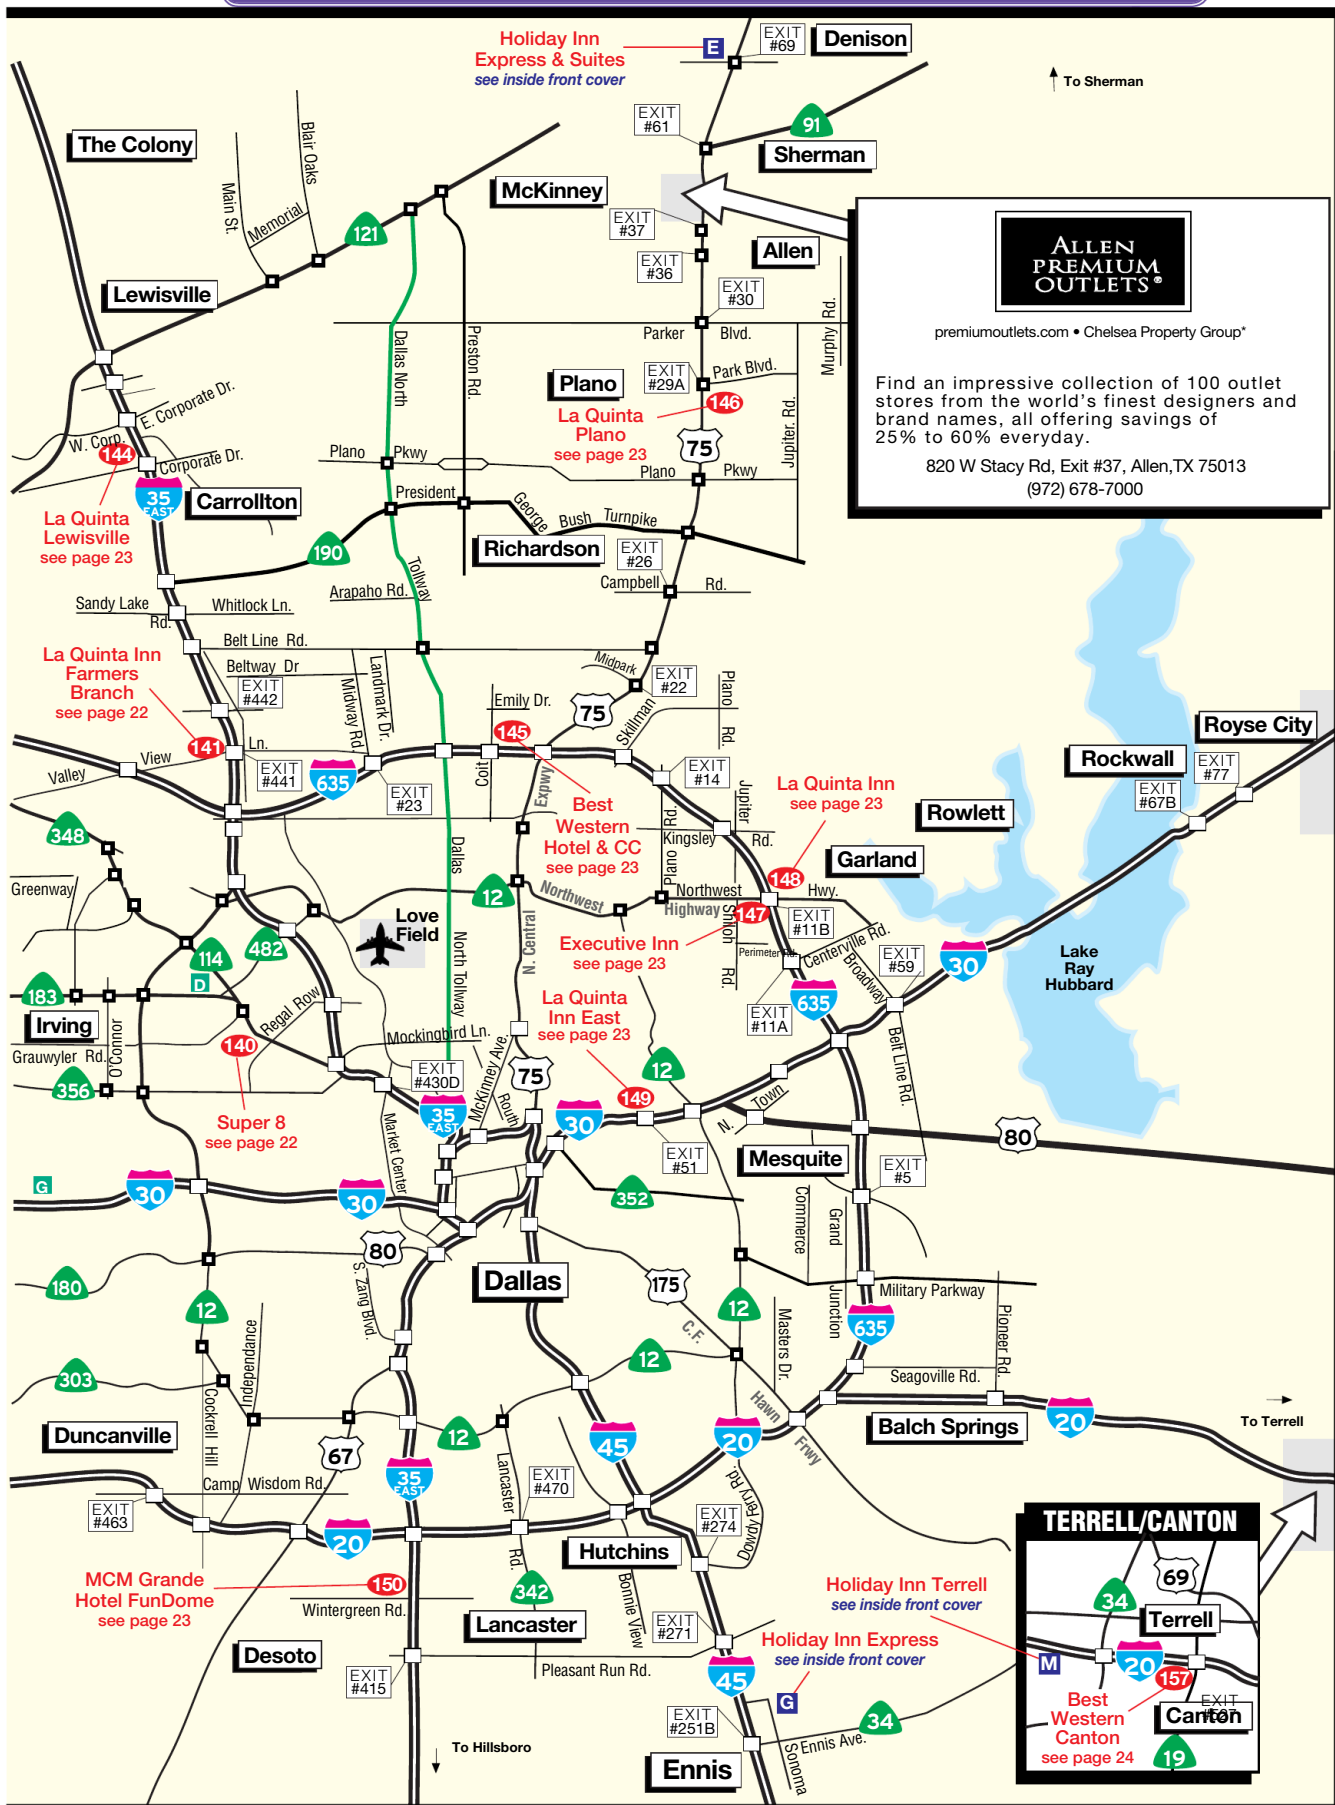 Holiday Inn
Express & Suites
see inside front cover
E
EXIT
#69
Denison
To Sherman
The Colony
Blair Oaks
Main St.
Memorial
121
EXIT
#61
91
Sherman
McKinney
EXIT
#37
Allen
EXIT
#36
EXIT
#30
Lewisville
ALLEN
PREMIUM
OUTLETS®
premiumoutlets.com • Chelsea Property Group*
Find an impressive collection of 100 outlet
stores from the world's finest designers and
brand names, all offering savings of
25% to 60% everyday.
820 W Stacy Rd, Exit #37, Allen,TX 75013
(972) 678-7000
Parker Blvd.
Murphy Rd.
Dallas North
Preston Rd.
EXIT
#29A
Park Blvd.
Plano
146
La Quinta
Plano
see page 23
Jupiter. Rd.
75
E. Corporate Dr.
W. Corp.
144
Corporate Dr.
35
EAST
Carrollton
La Quinta
Lewisville
see page 23
Plano Pkwy
Plano Pkwy
President
George
Bush Turnpike
Richardson
EXIT
#26
190
Tollway
Campbell Rd.
Arapaho Rd.
Sandy Lake
Rd.
Whitlock Ln.
Belt Line Rd.
La Quinta Inn
Farmers
Branch
see page 22
Beltway Dr
EXIT
#442
Midway Rd.
Landmark Dr.
Midpark
EXIT
#22
Plano
Rd.
Emily Dr.
75
Skillman
145
141
Ln.
View
Valley
EXIT
#441
635
EXIT
#23
Coit
Expwy
EXIT
#14
Royse City
Rockwall
EXIT
#77
EXIT
#67B
Rowlett
La Quinta Inn
see page 23
Best
Western
Hotel & CC
see page 23
Jupiter
Rd.
Kingsley
Plano
Rd.
Garland
348
Greenway
Dallas
12
Northwest
Northwest
Highway
Hwy.
148
147
Shiloh
Rd.
EXIT
#11B
Love
Field
482
114
D
183
Irving
N. Central
North Tollway
Executive Inn
see page 23
Perimeter Rd.
Centerville Rd.
Broadway
EXIT
#59
30
Lake
Ray
Hubbard
635
EXIT
#11A
La Quinta
Inn East
see page 23
Regal Row
Mockingbird Ln.
140
Grauwyler Rd.
O'Connor
356
Super 8
see page 22
EXIT
#430D
McKinney Ave.
Routh
75
35
EAST
12
149
30
EXIT
#51
N. Town
Belt Line Rd.
80
Mesquite
EXIT
#5
Market Center
G
30
30
352
Commerce
Grand
Junction
80
180
12
S. Zang Blvd.
Dallas
175
C.F.
12
Masters Dr.
Military Parkway
635
Pioneer Rd.
303
Independance
Cockrell Hill
12
Seagoville Rd.
Hawn
Frwy
Balch Springs
20
To Terrell
Duncanville
67
12
45
20
35
EAST
Camp Wisdom Rd.
EXIT
#463
20
Lancaster
Rd.
EXIT
#470
EXIT
#274
Dowdy Ferry Rd.
Hutchins
MCM Grande
Hotel FunDome
see page 23
150
Wintergreen Rd.
342
Lancaster
Bonnie View
EXIT
#271
Desoto
EXIT
#415
Pleasant Run Rd.
To Hillsboro
Holiday Inn Terrell
see inside front cover
Holiday Inn Express
see inside front cover
G
45
EXIT
#251B
Ennis
Ennis Ave.
Sonoma
34
TERRELL/CANTON
69
34
Terrell
20
M
157
Best
Western
Canton
see page 24
EXIT
Canton
19